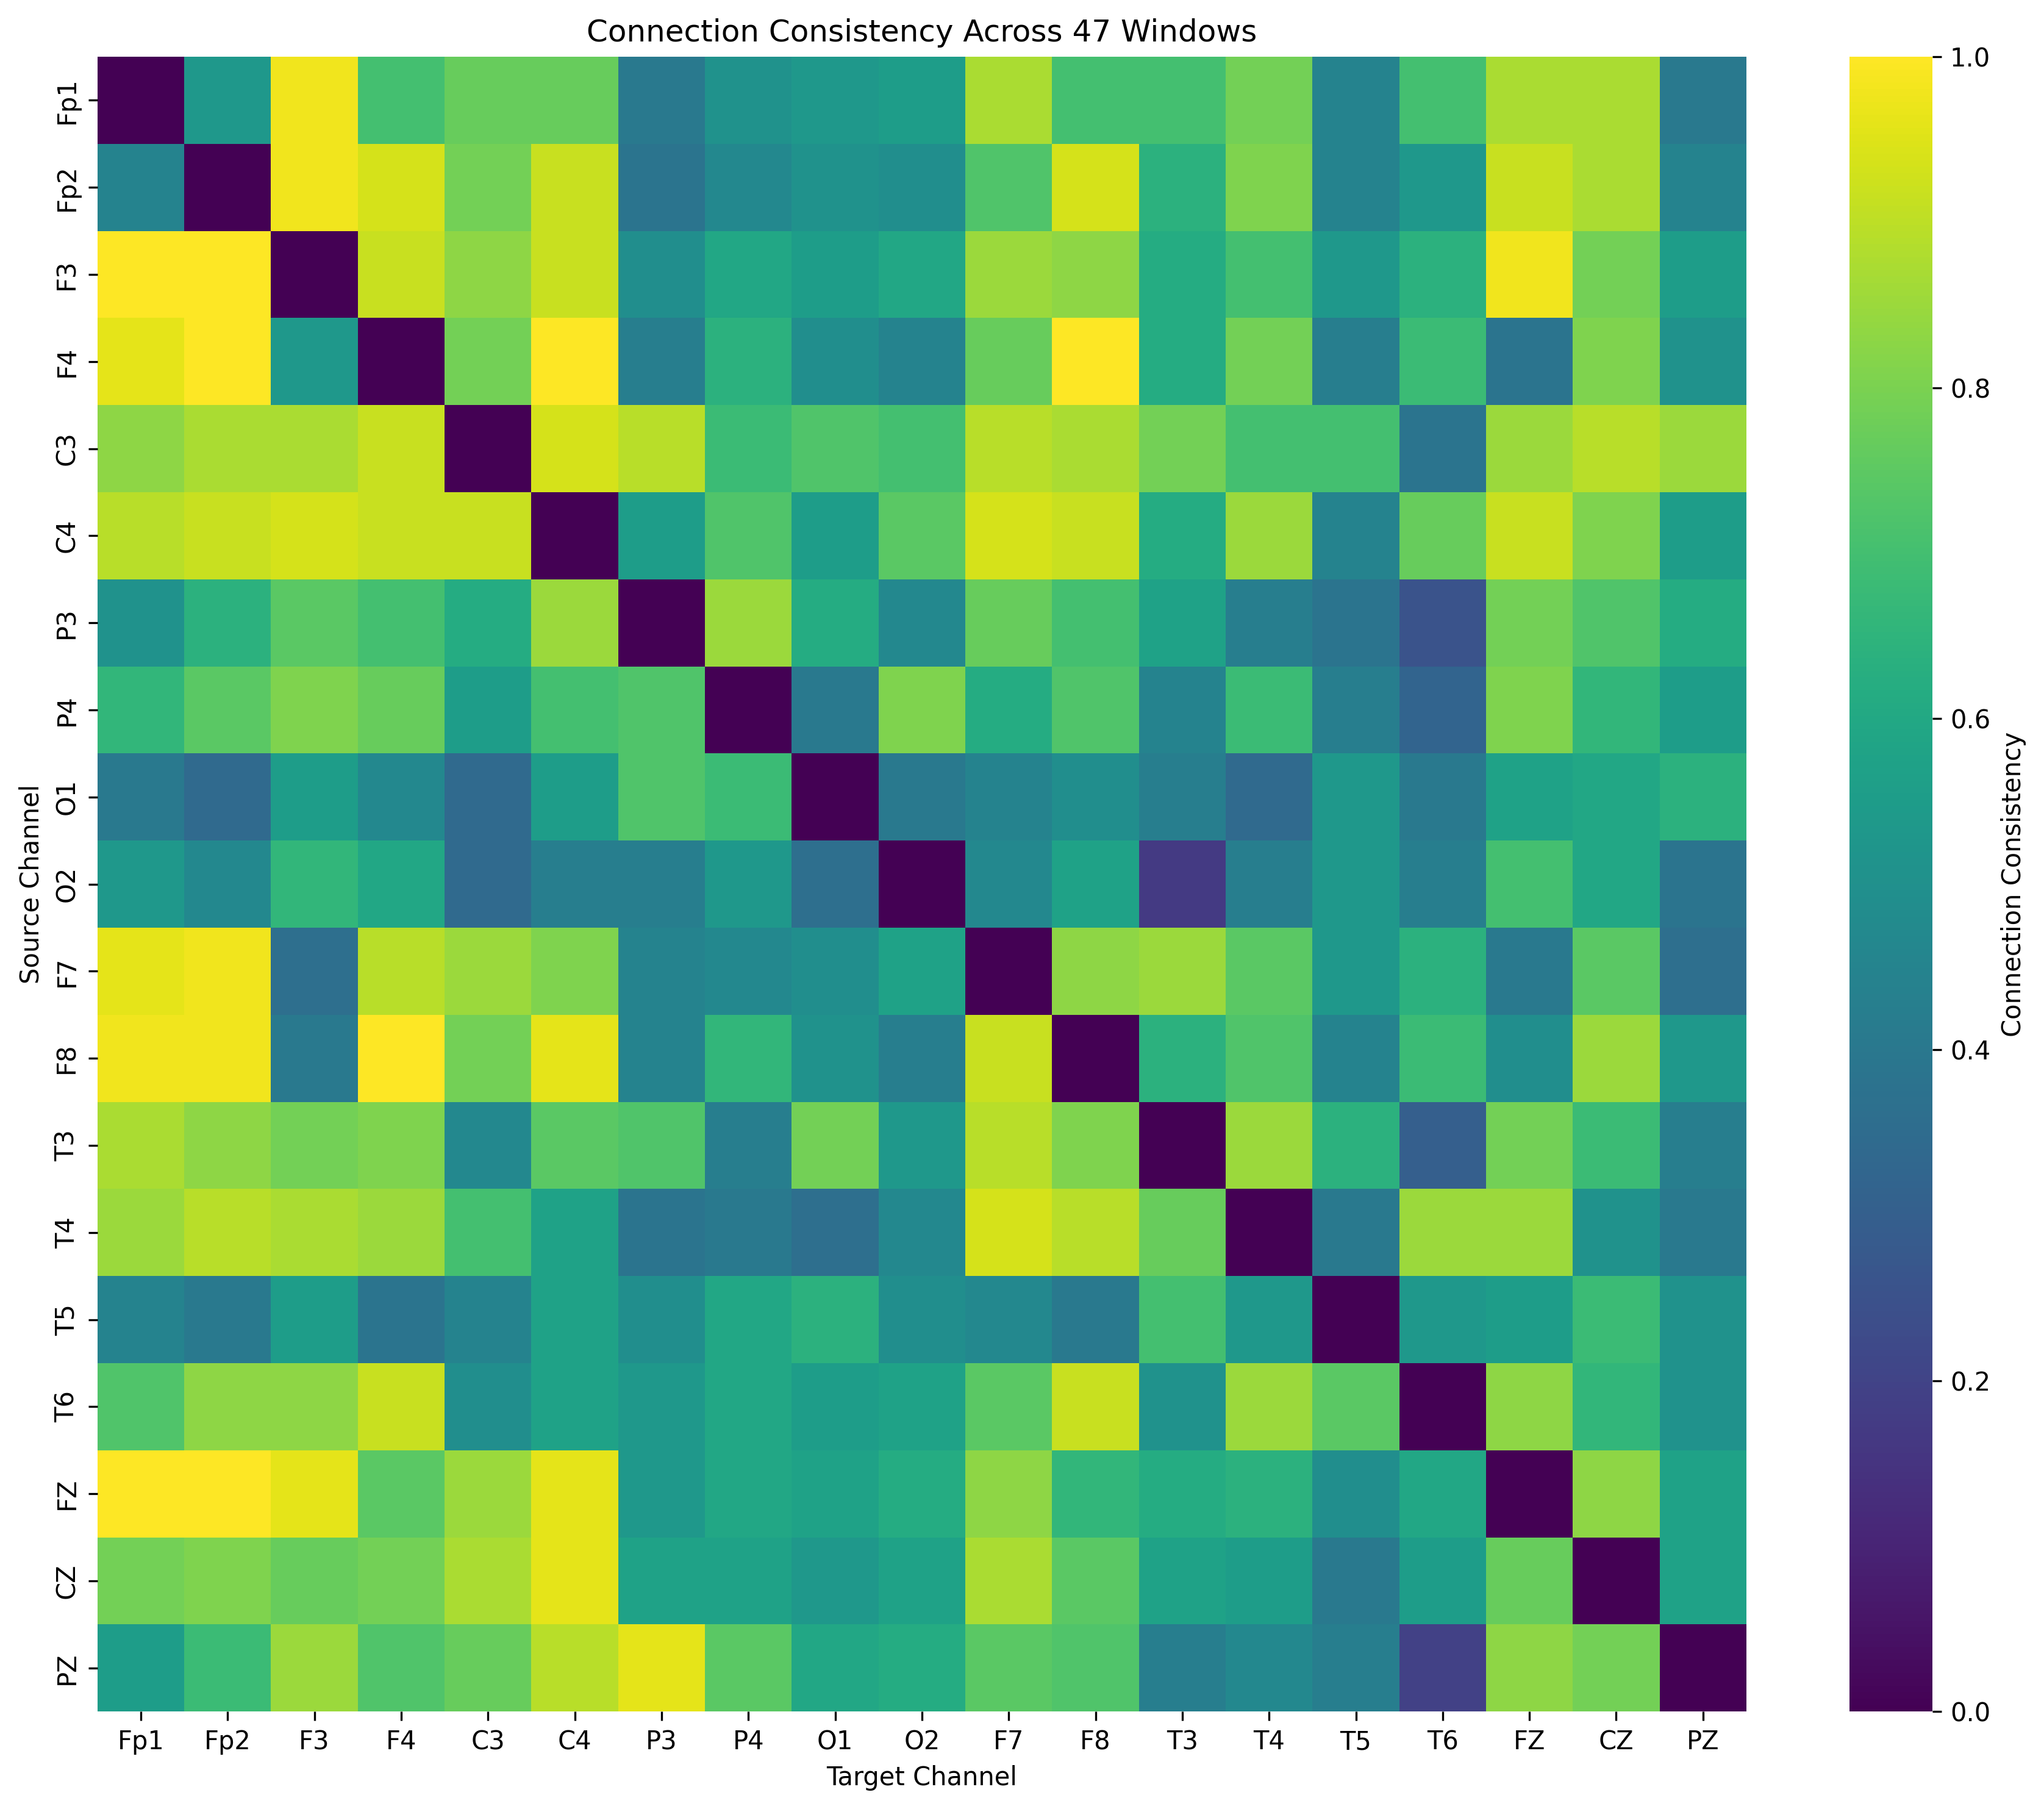 Connection Consistency Across 47 Windows
Source Channel
Fp1
Fp2
F3
F4
C3
C4
P3
P4
O1
O2
F7
F8
T3
T4
T5
T6
FZ
CZ
PZ
Fp1 Fp2 F3 F4 C3 C4 P3 P4 O1 O2 F7 F8 T3 T4 T5 T6 FZ CZ PZ
Target Channel
1.0
0.8
0.6
0.4
0.2
0.0
Connection Consistency